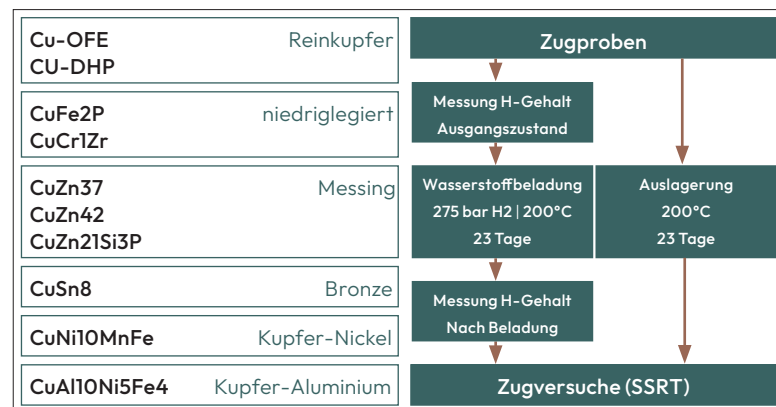 Cu-OFE Reinkupfer
CU-DHP
CuFe2P niedriglegiert
CuCr1Zr
CuZn37 Messing
CuZn42
CuZn21Si3P
CuSn8 Bronze
CuNi10MnFe Kupfer-Nickel
CuAl10Ni5Fe4 Kupfer-Aluminium
Zugproben
Messung H-Gehalt
Ausgangszustand
Wasserstoffbeladung
275 bar H2 | 200°C
23 Tage
Auslagerung
200°C
23 Tage
Messung H-Gehalt
Nach Beladung
Zugversuche (SSRT)